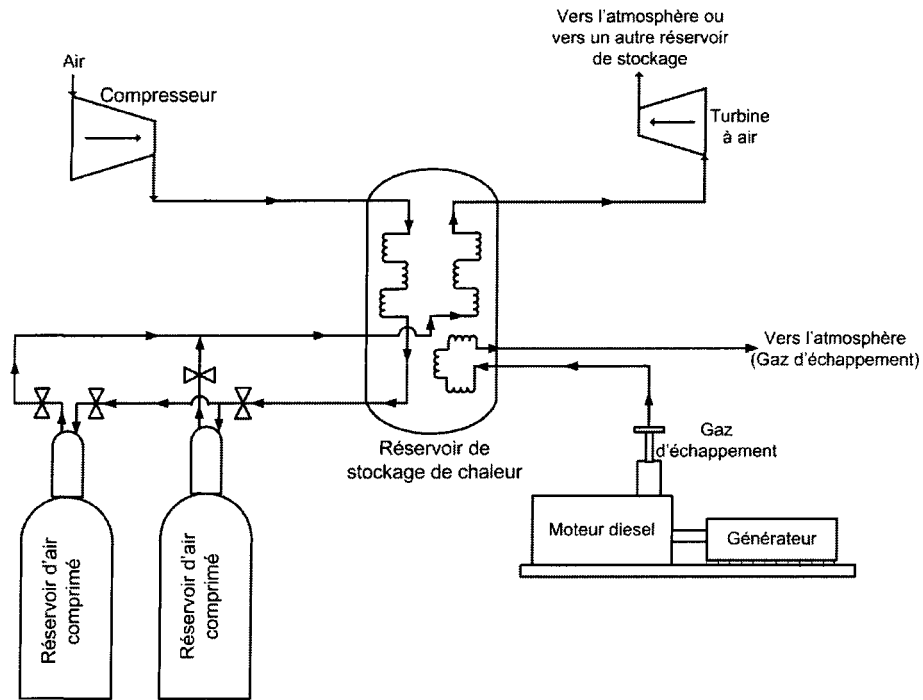 Air
Compresseur
Vers l'atmosphère ou
vers un autre réservoir
de stockage
Turbine
à air
Vers l'atmosphère
(Gaz d'échappement)
Réservoir de
stockage de chaleur
Gaz
d'échappement
Moteur diesel
Générateur
Réservoir d'air
comprimé
Réservoir d'air
comprimé